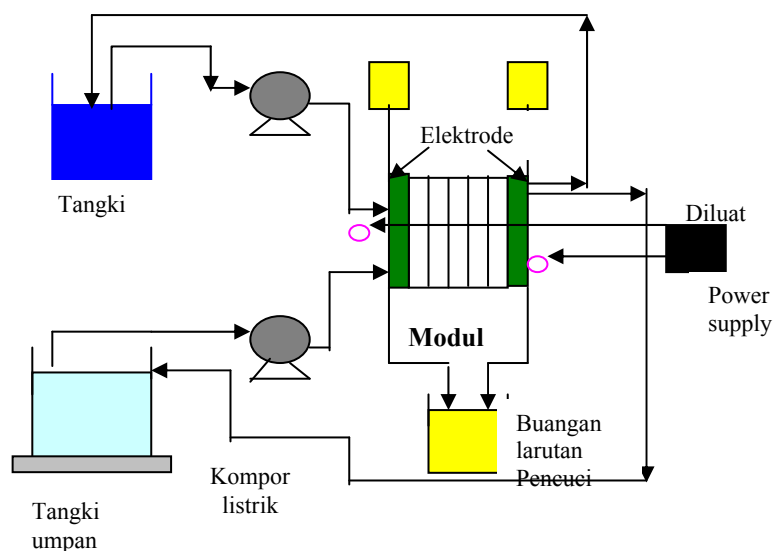 Elektrode
Tangki
Diluat
Power
supply
Modul
Buangan
larutan
Pencuci
Kompor
listrik
Tangki
umpan